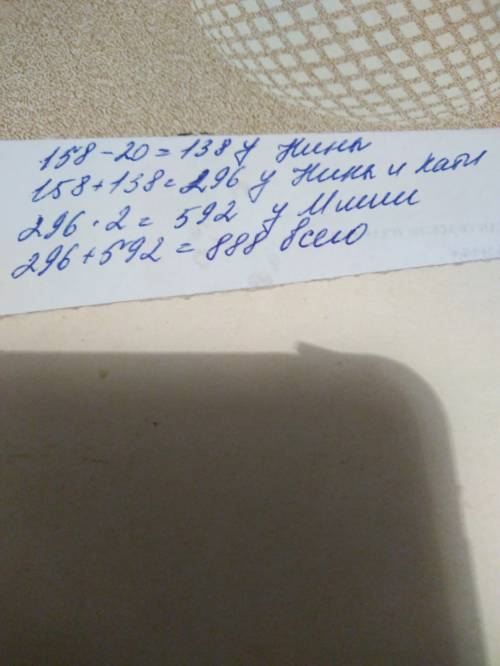 158 - 20 = 138 у Нины
158 + 138 = 296 у Нины и Кати
296 · 2 = 592 у Миши
296 + 592 = 888 всего